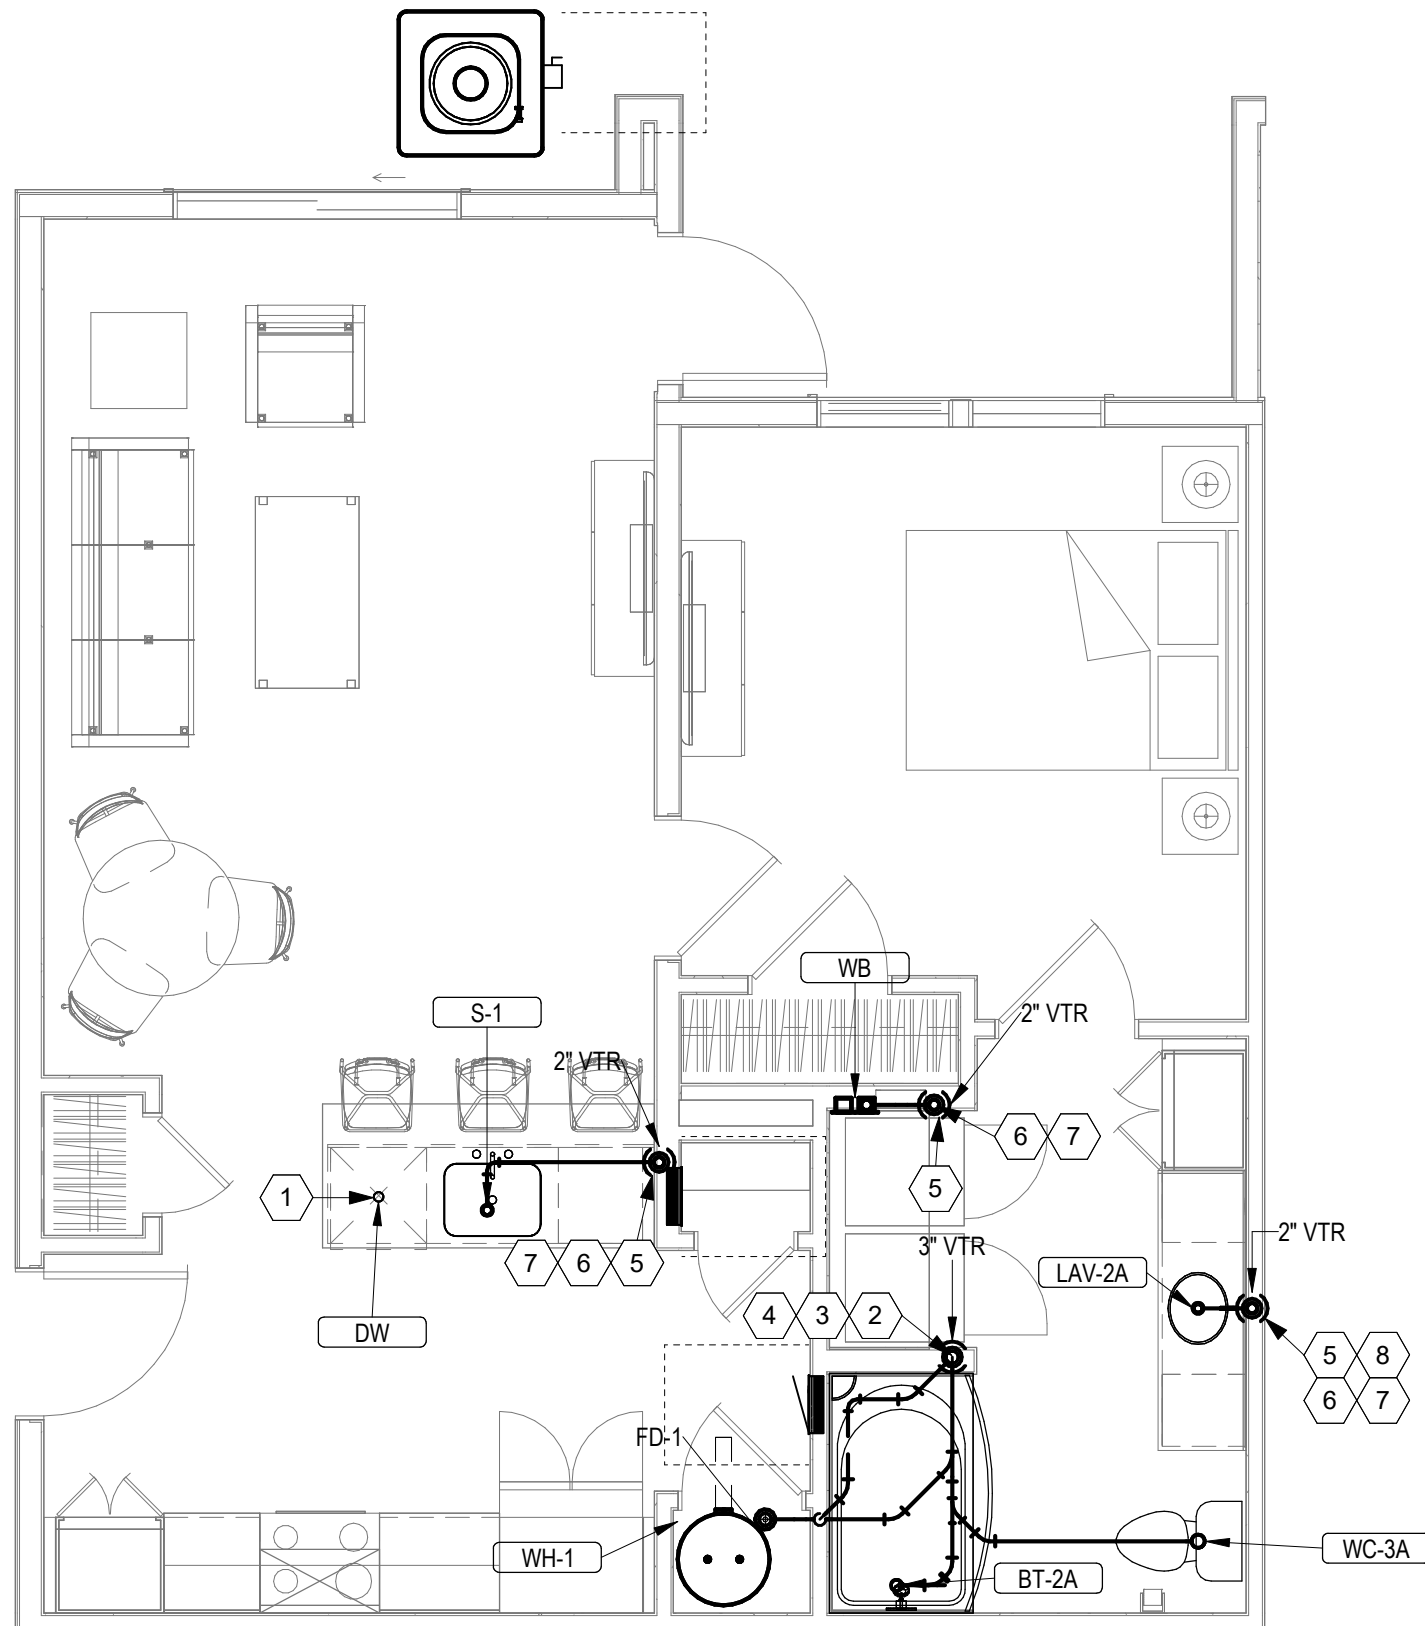 WB
S-1
2" VTR
2" VTR
6 7
1
5
7 6 5
3" VTR
2" VTR
LAV-2A
4 3 2
DW
5 8
6 7
FD-1
WH-1
WC-3A
BT-2A